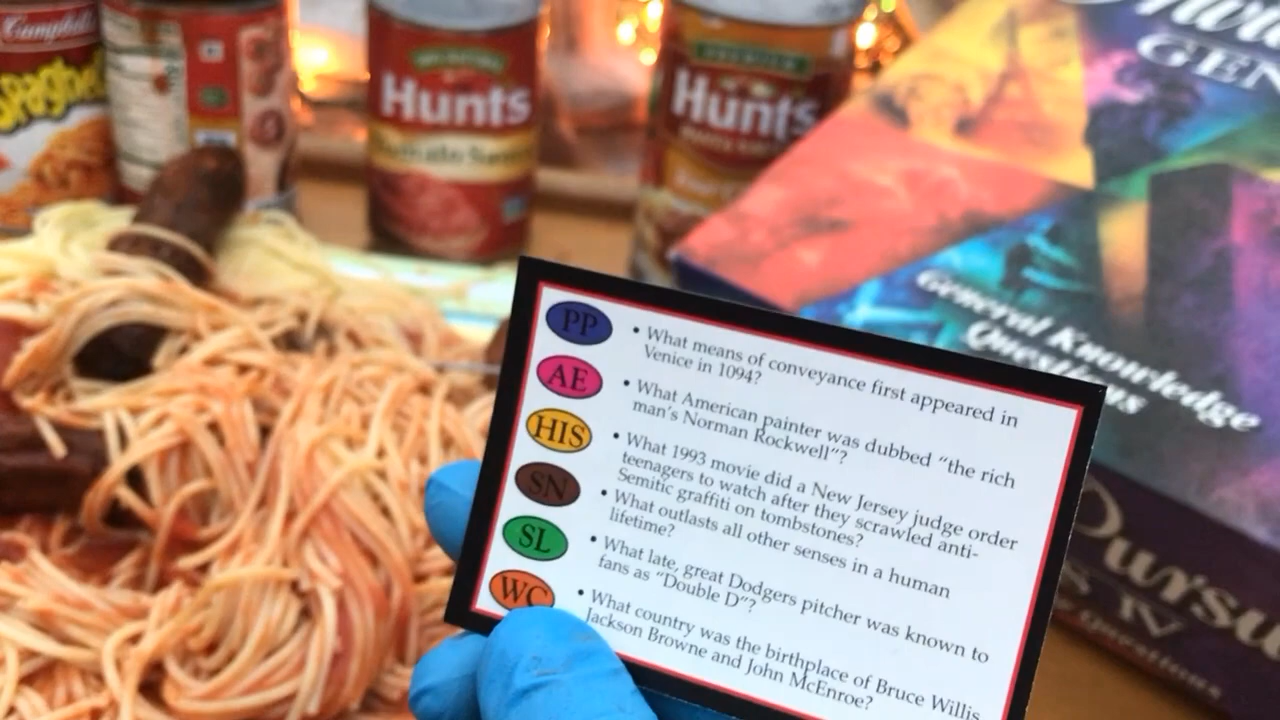 Campbell's
Spaghetti
Hunts
Hunts
GEN
General Knowledge
Questions
Pursu
IV
Questions
PP
• What means of conveyance first appeared in
Venice in 1094?
AE
• What American painter was dubbed “the rich
man's Norman Rockwell”?
HIS
• What 1993 movie did a New Jersey judge order
teenagers to watch after they scrawled anti-
Semitic graffiti on tombstones?
SN
• What outlasts all other senses in a human
lifetime?
SL
• What late, great Dodgers pitcher was known to
fans as “Double D”?
WC
• What country was the birthplace of Bruce Willis,
Jackson Browne and John McEnroe?